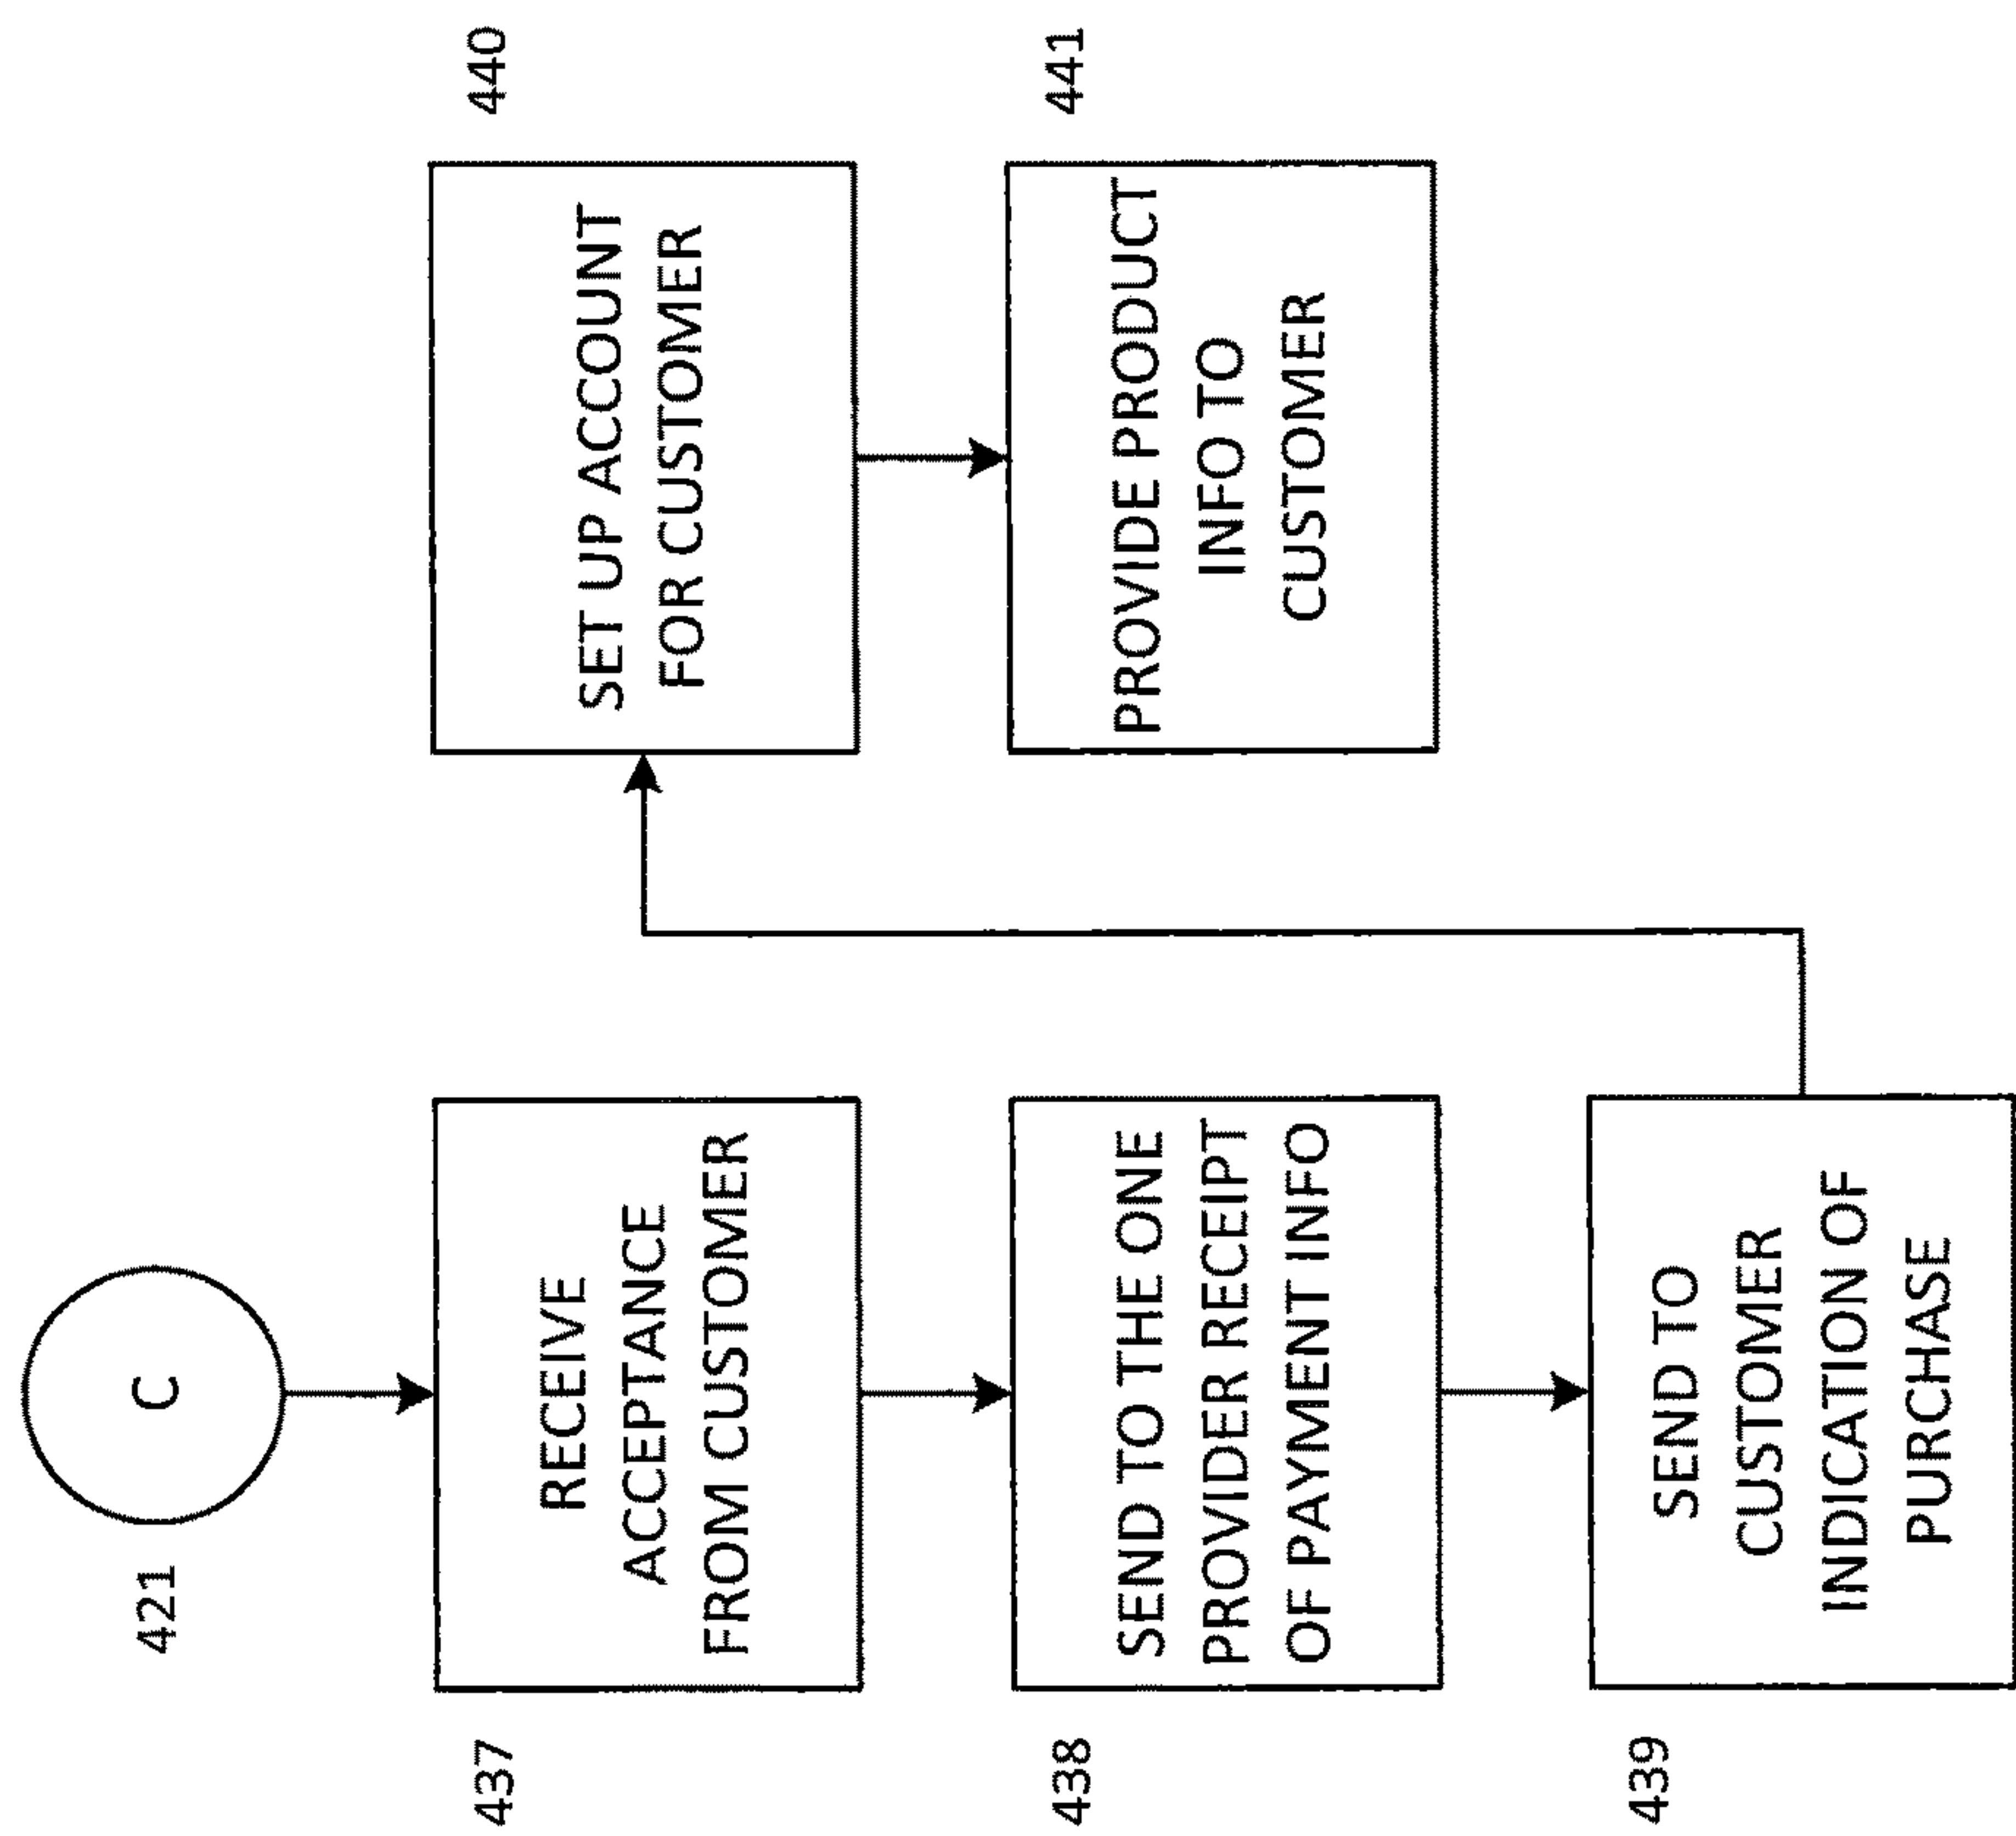 421
C
437
RECEIVE
ACCEPTANCE
FROM CUSTOMER
438
SEND TO THE ONE
PROVIDER RECEIPT
OF PAYMENT INFO
439
SEND TO
CUSTOMER
INDICATION OF
PURCHASE
440
SET UP ACCOUNT
FOR CUSTOMER
441
PROVIDE PRODUCT
INFO TO
CUSTOMER